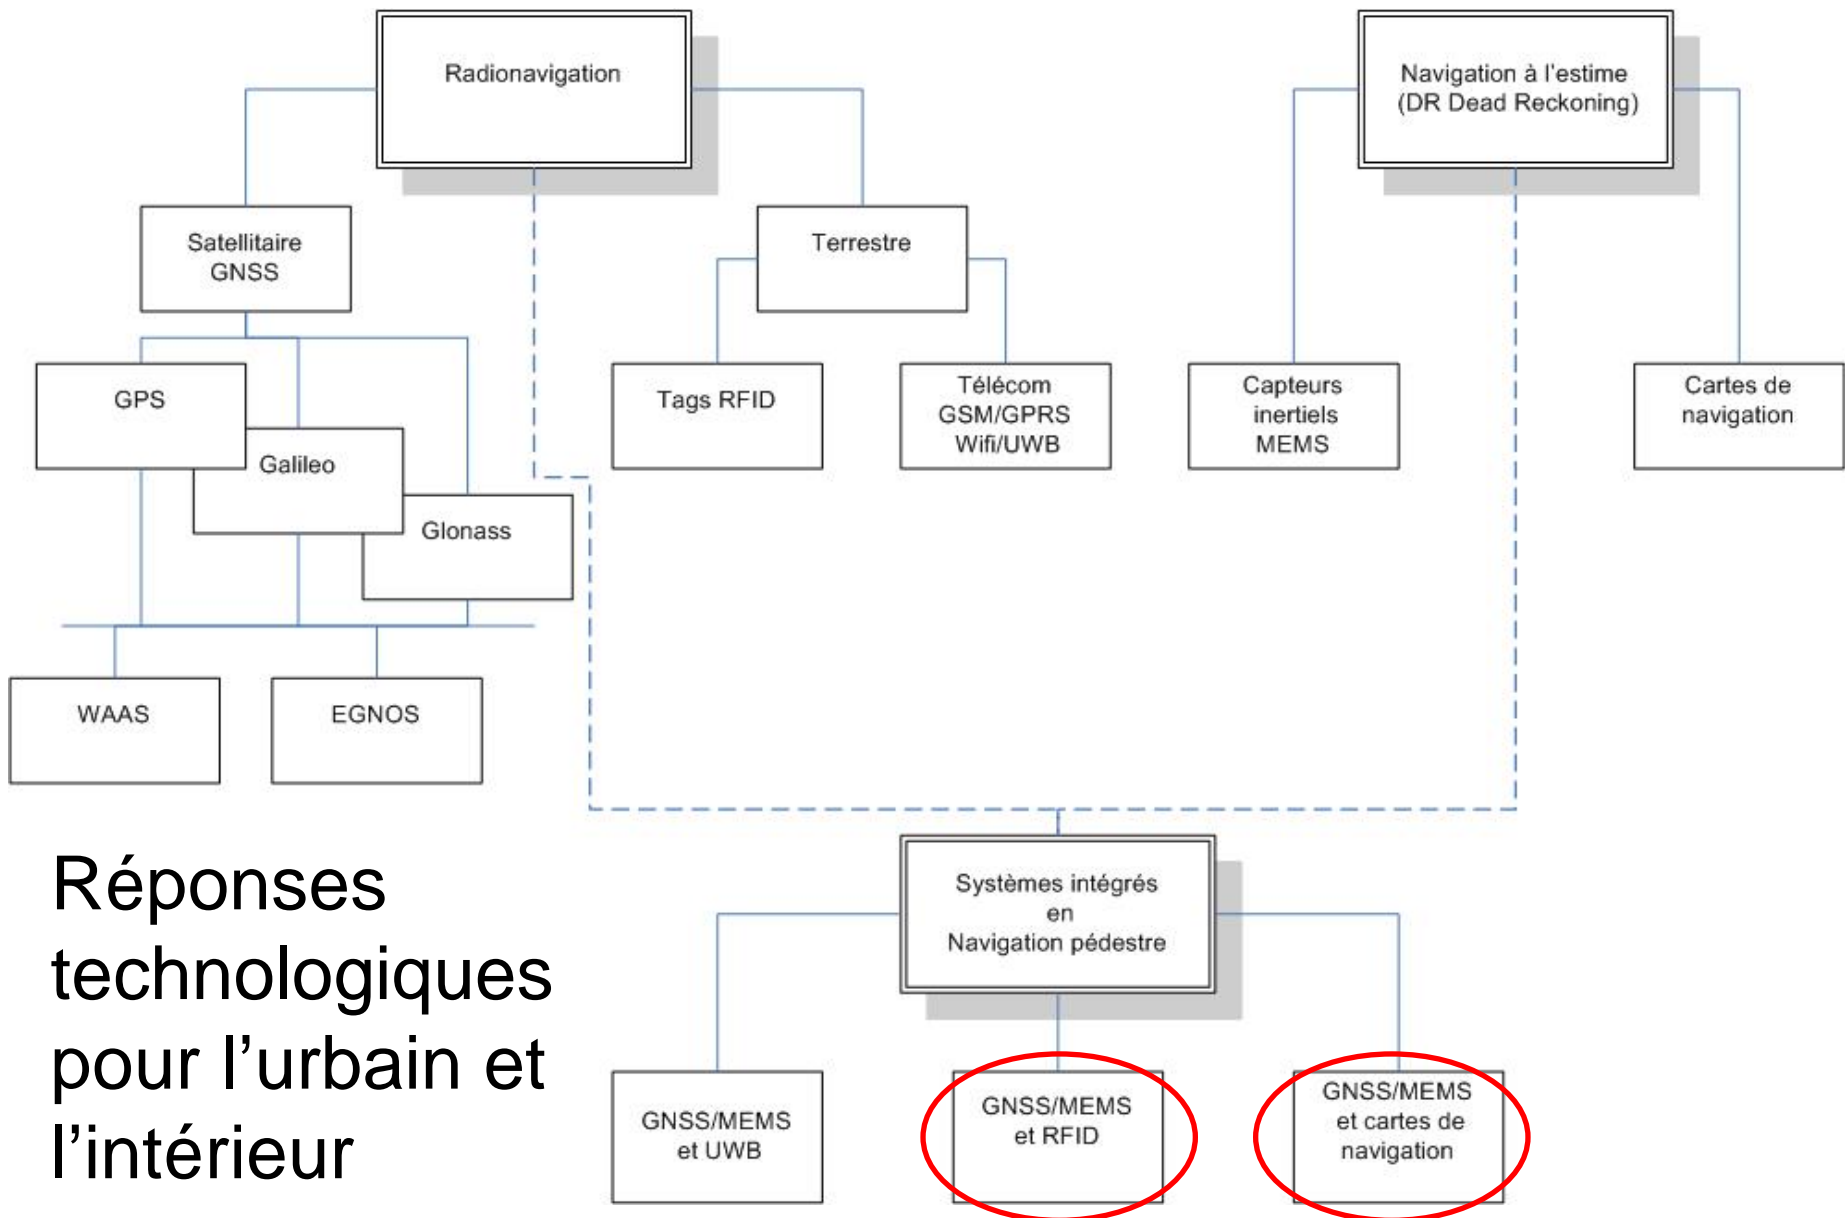 Radionavigation
Navigation à l'estime
(DR Dead Reckoning)
Satellitaire
GNSS
Terrestre
GPS
Galileo
Glonass
Tags RFID
Télécom
GSM/GPRS
Wifi/UWB
Capteurs
inertiels
MEMS
Cartes de
navigation
WAAS
EGNOS
Réponses
technologiques
pour l’urbain et
l’intérieur
Systèmes intégrés
en
Navigation pédestre
GNSS/MEMS
et UWB
GNSS/MEMS
et RFID
GNSS/MEMS
et cartes de
navigation